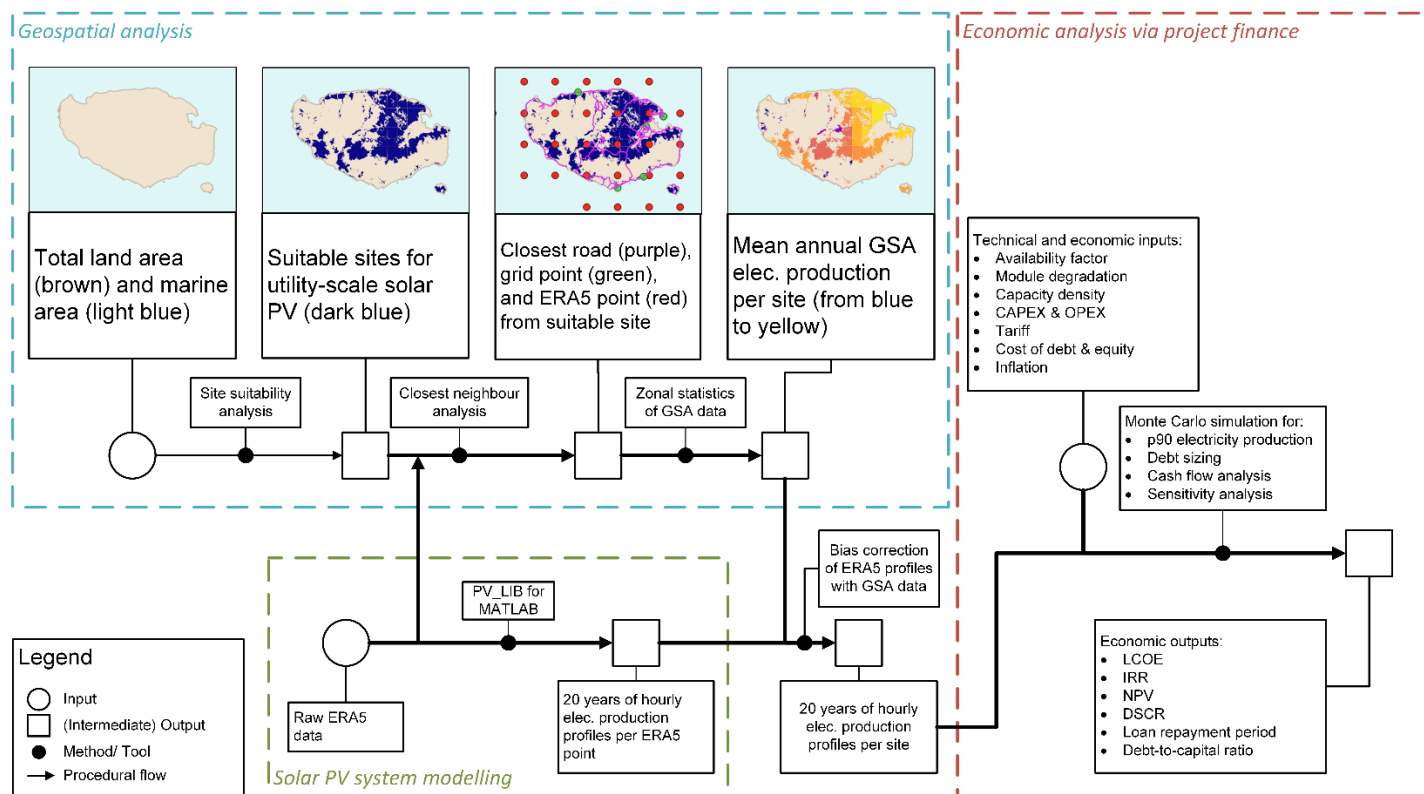 Geospatial analysis
Economic analysis via project finance
Total land area
(brown) and marine
area (light blue)
Suitable sites for
utility-scale solar
PV (dark blue)
Closest road (purple),
grid point (green),
and ERA5 point (red)
from suitable site
Mean annual GSA
elec. production
per site (from blue
to yellow)
Site suitability
analysis
Closest neighbour
analysis
Zonal statistics
of GSA data
Technical and economic inputs:
• Availability factor
• Module degradation
• Capacity density
• CAPEX & OPEX
• Tariff
• Cost of debt & equity
• Inflation
Monte Carlo simulation for:
• p90 electricity production
• Debt sizing
• Cash flow analysis
• Sensitivity analysis
Bias correction
of ERA5 profiles
with GSA data
PV_LIB for
MATLAB
Raw ERA5
data
20 years of hourly
elec. production
profiles per ERA5
point
20 years of hourly
elec. production
profiles per site
Solar PV system modelling
Economic outputs:
• LCOE
• IRR
• NPV
• DSCR
• Loan repayment period
• Debt-to-capital ratio
Legend
Input
(Intermediate) Output
Method/ Tool
Procedural flow